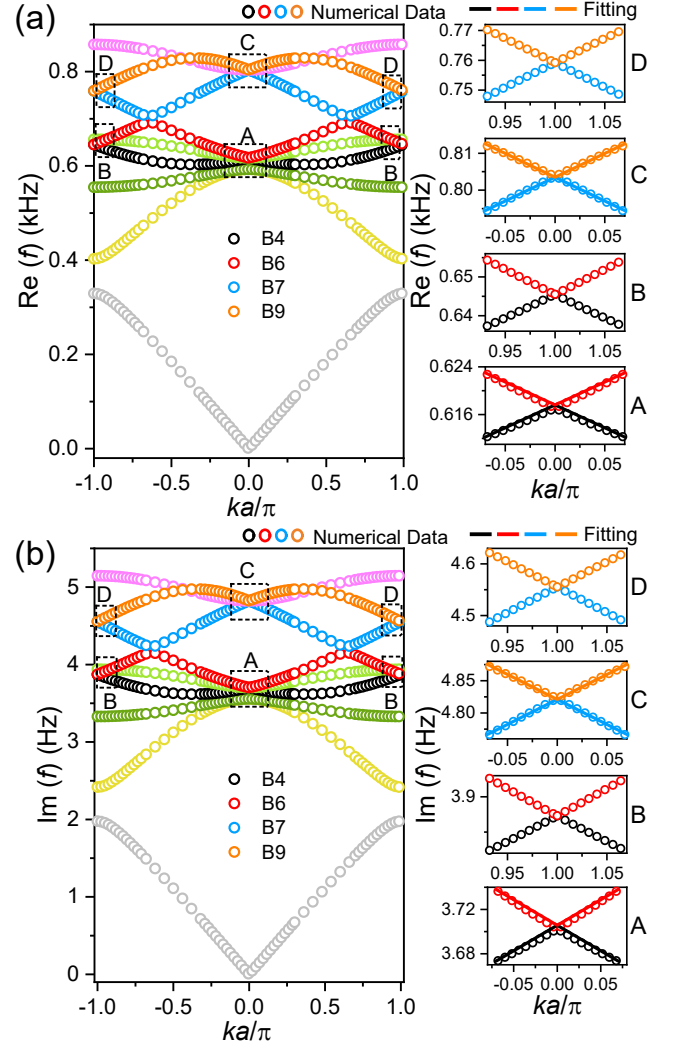 (a)
Numerical Data
Fitting
C
D
D
A
B
B
B4
B6
B7
B9
0.8
0.6
0.4
0.2
0.0
Re (f) (kHz)
-1.0 -0.5 0.0 0.5 1.0
ka/π
Re (f) (kHz)
0.77
0.76
0.75
D
0.95 1.00 1.05
0.81
0.80
C
-0.05 0.00 0.05
0.65
0.64
B
0.95 1.00 1.05
0.624
0.616
A
-0.05 0.00 0.05
ka/π
(b)
Numerical Data
Fitting
C
D
D
A
B
B
B4
B6
B7
B9
5
4
3
2
1
0
Im (f) (Hz)
-1.0 -0.5 0.0 0.5 1.0
ka/π
Im (f) (Hz)
4.6
4.5
D
0.95 1.00 1.05
4.85
4.80
C
-0.05 0.00 0.05
3.9
B
0.95 1.00 1.05
3.72
3.68
A
-0.05 0.00 0.05
ka/π